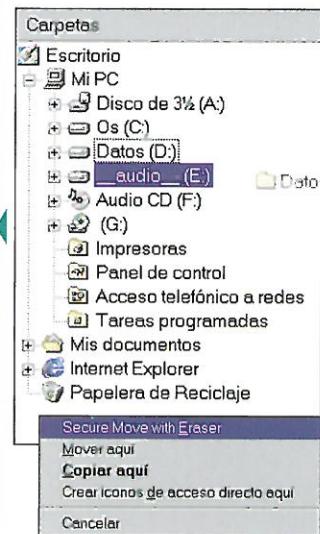 Carpetas
Escritorio
Mi PC
Disco de 3½ (A:)
Os (C:)
Datos (D:)
__audio__ (E:)
Dato
Audio CD (F:)
(G:)
Impresoras
Panel de control
Acceso telefónico a redes
Tareas programadas
Mis documentos
Internet Explorer
Papelera de Reciclaje
Secure Move with Eraser
Mover aquí
Copiar aquí
Crear iconos de acceso directo aquí
Cancelar